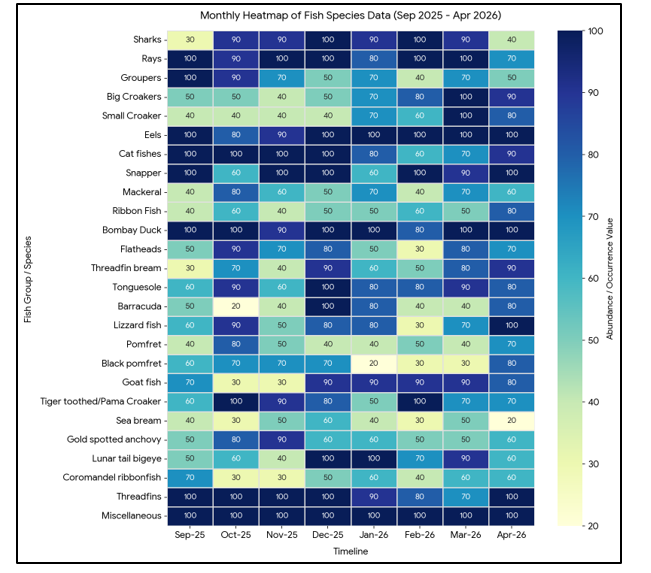 Monthly Heatmap of Fish Species Data (Sep 2025 - Apr 2026)
Sharks 30 90 90 100 90 100 90 40
Rays 100 90 100 100 80 100 100 70
Groupers 100 90 70 50 70 40 70 50
Big Croakers 50 50 40 50 70 80 100 90
Small Croaker 40 40 40 40 70 60 100 80
Eels 100 80 90 100 100 100 100 100
Cat fishes 100 100 100 100 80 60 70 90
Snapper 100 60 100 100 60 100 90 100
Mackeral 40 80 60 50 70 40 70 60
Ribbon Fish 40 60 40 50 50 60 50 80
Bombay Duck 100 100 90 100 100 80 100 100
Flatheads 50 90 70 80 50 30 80 70
Threadfin bream 30 70 40 90 60 50 80 90
Tonguesole 60 90 60 100 80 80 90 80
Barracuda 50 20 40 100 80 40 40 80
Lizzard fish 60 90 50 80 80 30 70 100
Pomfret 40 80 50 40 40 50 40 70
Black pomfret 60 70 70 70 20 30 30 80
Goat fish 70 30 30 90 90 90 90 80
Tiger toothed/Pama Croaker 60 100 90 80 50 100 70 70
Sea bream 40 30 50 60 40 30 50 20
Gold spotted anchovy 50 80 90 60 60 50 50 60
Lunar tail bigeye 50 60 40 100 100 70 90 60
Coromandel ribbonfish 70 30 30 50 60 40 60 60
Threadfins 100 100 100 100 90 80 70 100
Miscellaneous 100 100 100 100 100 100 100 100
Sep-25 Oct-25 Nov-25 Dec-25 Jan-26 Feb-26 Mar-26 Apr-26
Timeline
Fish Group / Species
100
90
80
70
60
50
40
30
20
Abundance / Occurrence Value